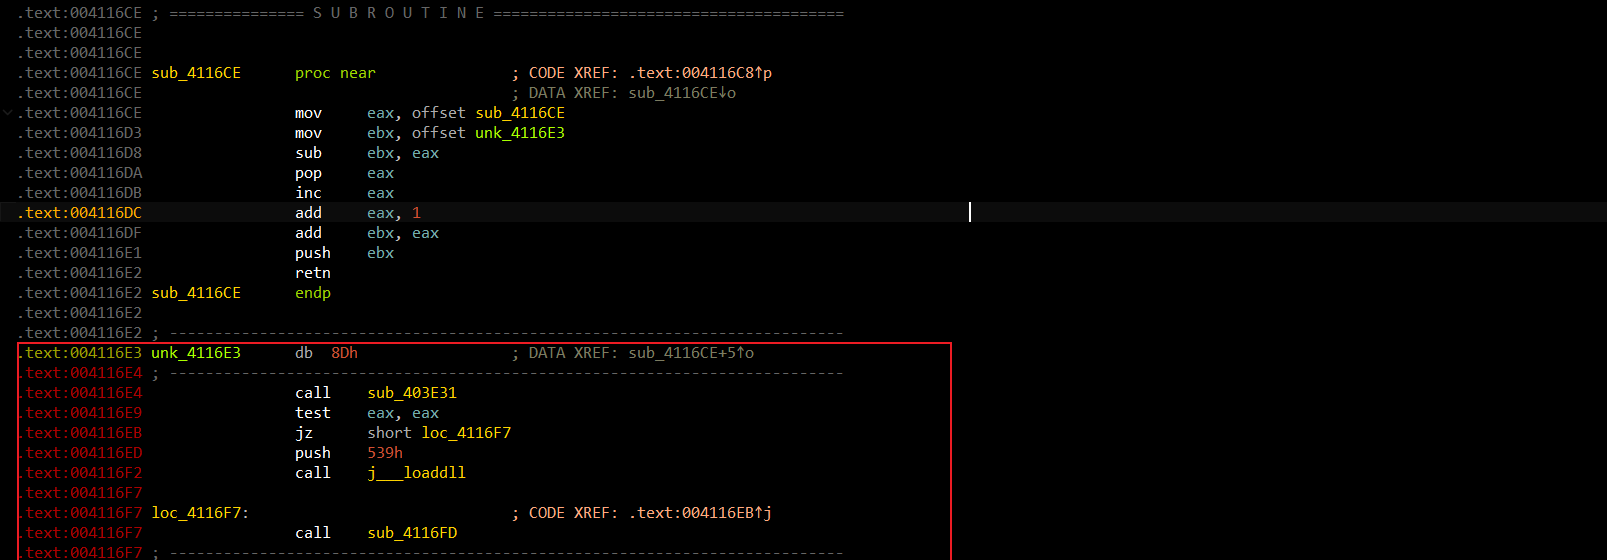 .text:004116CE ; =============== S U B R O U T I N E =======================================
.text:004116CE
.text:004116CE
.text:004116CE sub_4116CE      proc near               ; CODE XREF: .text:004116C8↑p
.text:004116CE                                         ; DATA XREF: sub_4116CE↓o
.text:004116CE                 mov     eax, offset sub_4116CE
.text:004116D3                 mov     ebx, offset unk_4116E3
.text:004116D8                 sub     ebx, eax
.text:004116DA                 pop     eax
.text:004116DB                 inc     eax
.text:004116DC                 add     eax, 1
.text:004116DF                 add     ebx, eax
.text:004116E1                 push    ebx
.text:004116E2                 retn
.text:004116E2 sub_4116CE      endp
.text:004116E2
.text:004116E2 ; ---------------------------------------------------------------------------
.text:004116E3 unk_4116E3      db  8Dh                 ; DATA XREF: sub_4116CE+5↑o
.text:004116E4 ; ---------------------------------------------------------------------------
.text:004116E4                 call    sub_403E31
.text:004116E9                 test    eax, eax
.text:004116EB                 jz      short loc_4116F7
.text:004116ED                 push    539h
.text:004116F2                 call    j___loaddll
.text:004116F7
.text:004116F7 loc_4116F7:                             ; CODE XREF: .text:004116EB↑j
.text:004116F7                 call    sub_4116FD
.text:004116F7 ; ---------------------------------------------------------------------------